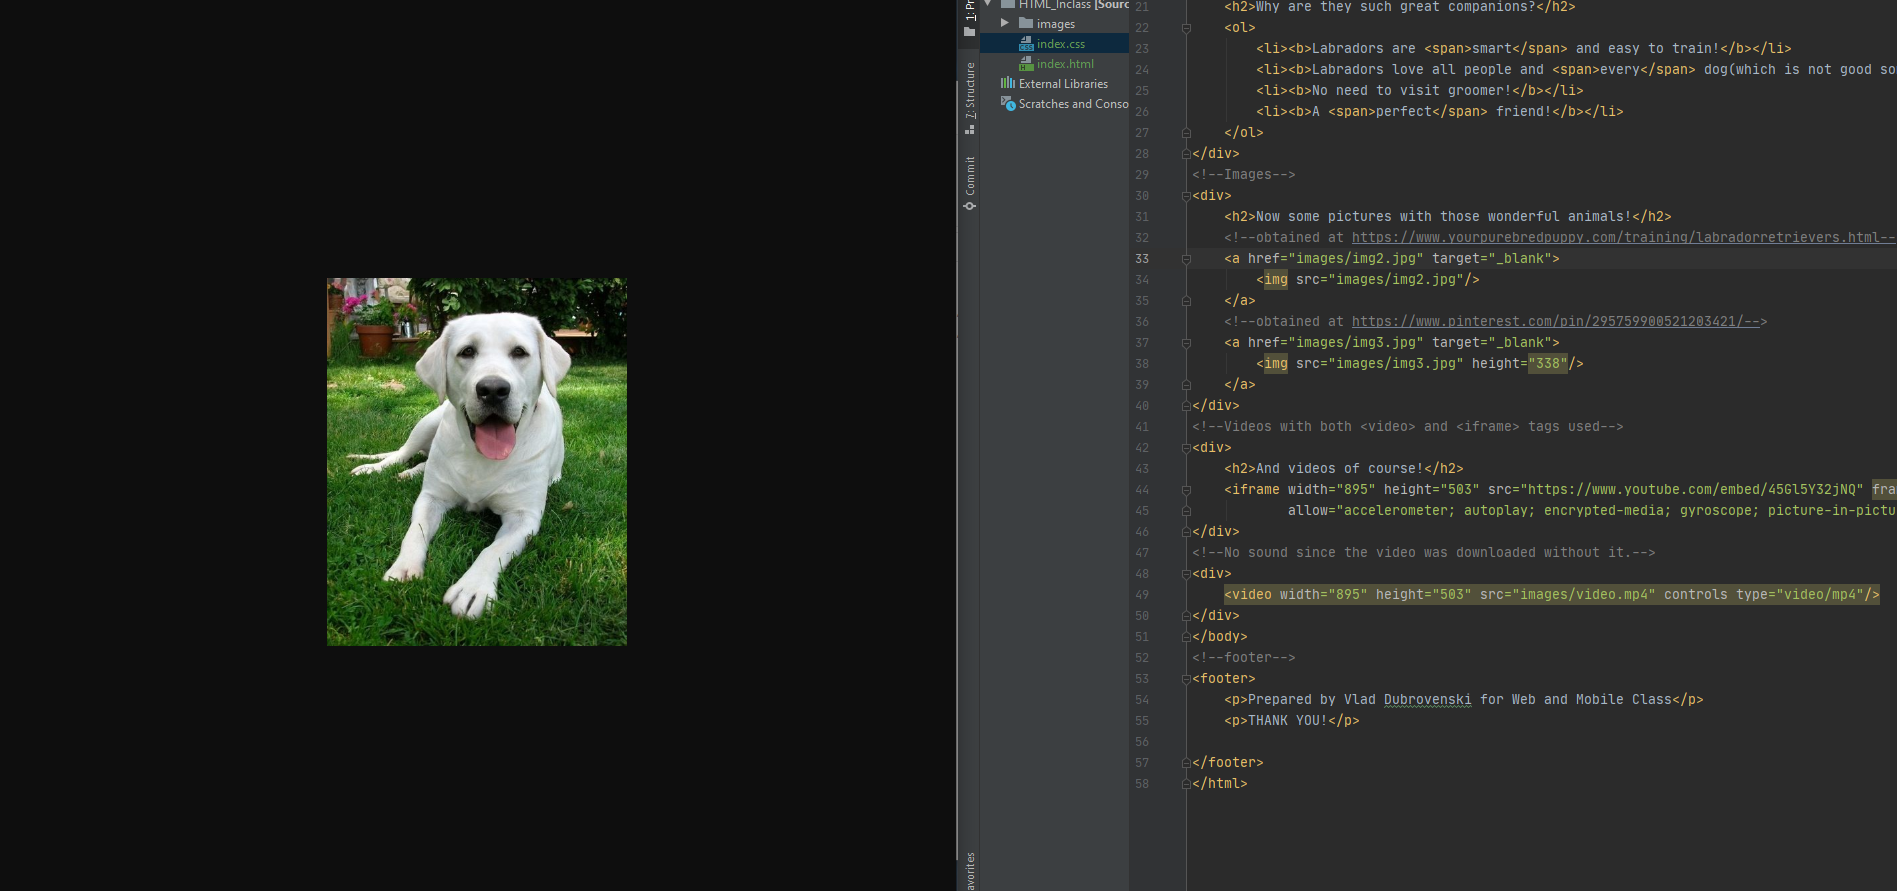 1: Pr
HTML_Inclass [Sourc
images
index.css
index.html
External Libraries
Scratches and Conso
7: Structure
Commit
avorites
21 <h2>Why are they such great companions?</h2>
22 <ol>
23 <li><b>Labradors are <span>smart</span> and easy to train!</b></li>
24 <li><b>Labradors love all people and <span>every</span> dog(which is not good so
25 <li><b>No need to visit groomer!</b></li>
26 <li><b>A <span>perfect</span> friend!</b></li>
27 </ol>
28 </div>
29 <!--Images-->
30 <div>
31 <h2>Now some pictures with those wonderful animals!</h2>
32 <!--obtained at https://www.yourpurebredpuppy.com/training/labradorretrievers.html--
33 <a href="images/img2.jpg" target="_blank">
34 <img src="images/img2.jpg"/>
35 </a>
36 <!--obtained at https://www.pinterest.com/pin/295759900521203421/-->
37 <a href="images/img3.jpg" target="_blank">
38 <img src="images/img3.jpg" height="338"/>
39 </a>
40 </div>
41 <!--Videos with both <video> and <iframe> tags used-->
42 <div>
43 <h2>And videos of course!</h2>
44 <iframe width="895" height="503" src="https://www.youtube.com/embed/45Gl5Y32jNQ" fra
45 allow="accelerometer; autoplay; encrypted-media; gyroscope; picture-in-pictu
46 </div>
47 <!--No sound since the video was downloaded without it.-->
48 <div>
49 <video width="895" height="503" src="images/video.mp4" controls type="video/mp4"/>
50 </div>
51 </body>
52 <!--footer-->
53 <footer>
54 <p>Prepared by Vlad Dubrovenski for Web and Mobile Class</p>
55 <p>THANK YOU!</p>
56
57 </footer>
58 </html>